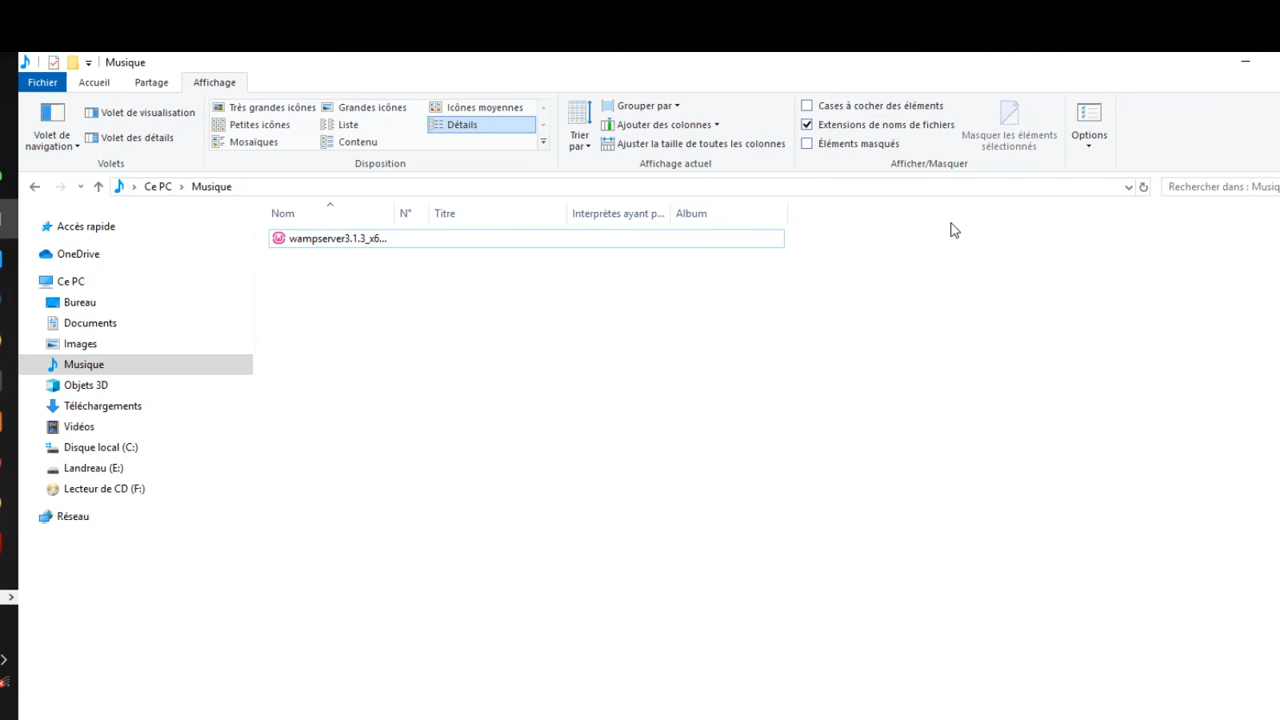 Musique
Fichier Accueil Partage Affichage
Volet de navigation
Volet de visualisation
Volet des détails
Volets
Très grandes icônes Grandes icônes Icônes moyennes
Petites icônes Liste Détails
Mosaïques Contenu
Disposition
Trier par
Grouper par
Ajouter des colonnes
Ajuster la taille de toutes les colonnes
Affichage actuel
Cases à cocher des éléments
Extensions de noms de fichiers
Éléments masqués
Masquer les éléments
sélectionnés
Afficher/Masquer
Options
Ce PC Musique
Rechercher dans : Musiq
Nom N° Titre Interprètes ayant p... Album
wampserver3.1.3_x6...
Accès rapide
OneDrive
Ce PC
Bureau
Documents
Images
Musique
Objets 3D
Téléchargements
Vidéos
Disque local (C:)
Landreau (E:)
Lecteur de CD (F:)
Réseau